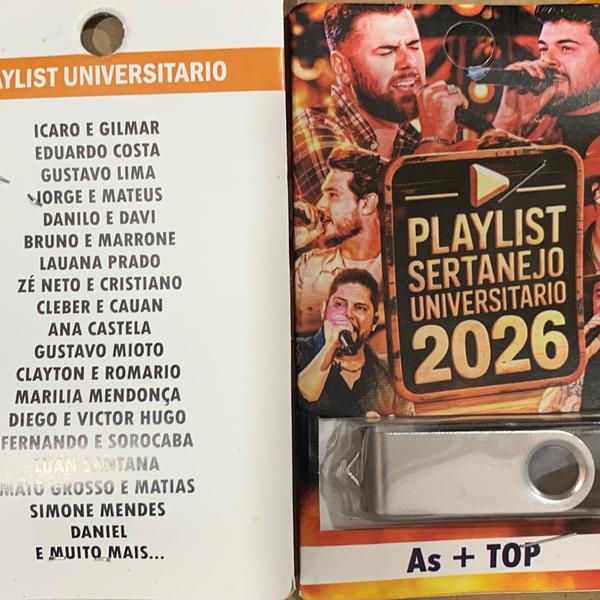 AYLIST UNIVERSITARIO
ICARO E GILMAR
EDUARDO COSTA
GUSTAVO LIMA
JORGE E MATEUS
DANILO E DAVI
BRUNO E MARRONE
LAUANA PRADO
ZÉ NETO E CRISTIANO
CLEBER E CAUAN
ANA CASTELA
GUSTAVO MIOTO
CLAYTON E ROMARIO
MARILIA MENDONÇA
DIEGO E VICTOR HUGO
FERNANDO E SOROCABA
LUAN SANTANA
MATO GROSSO E MATIAS
SIMONE MENDES
DANIEL
E MUITO MAIS...
PLAYLIST
SERTANEJO
UNIVERSITARIO
2026
As + TOP